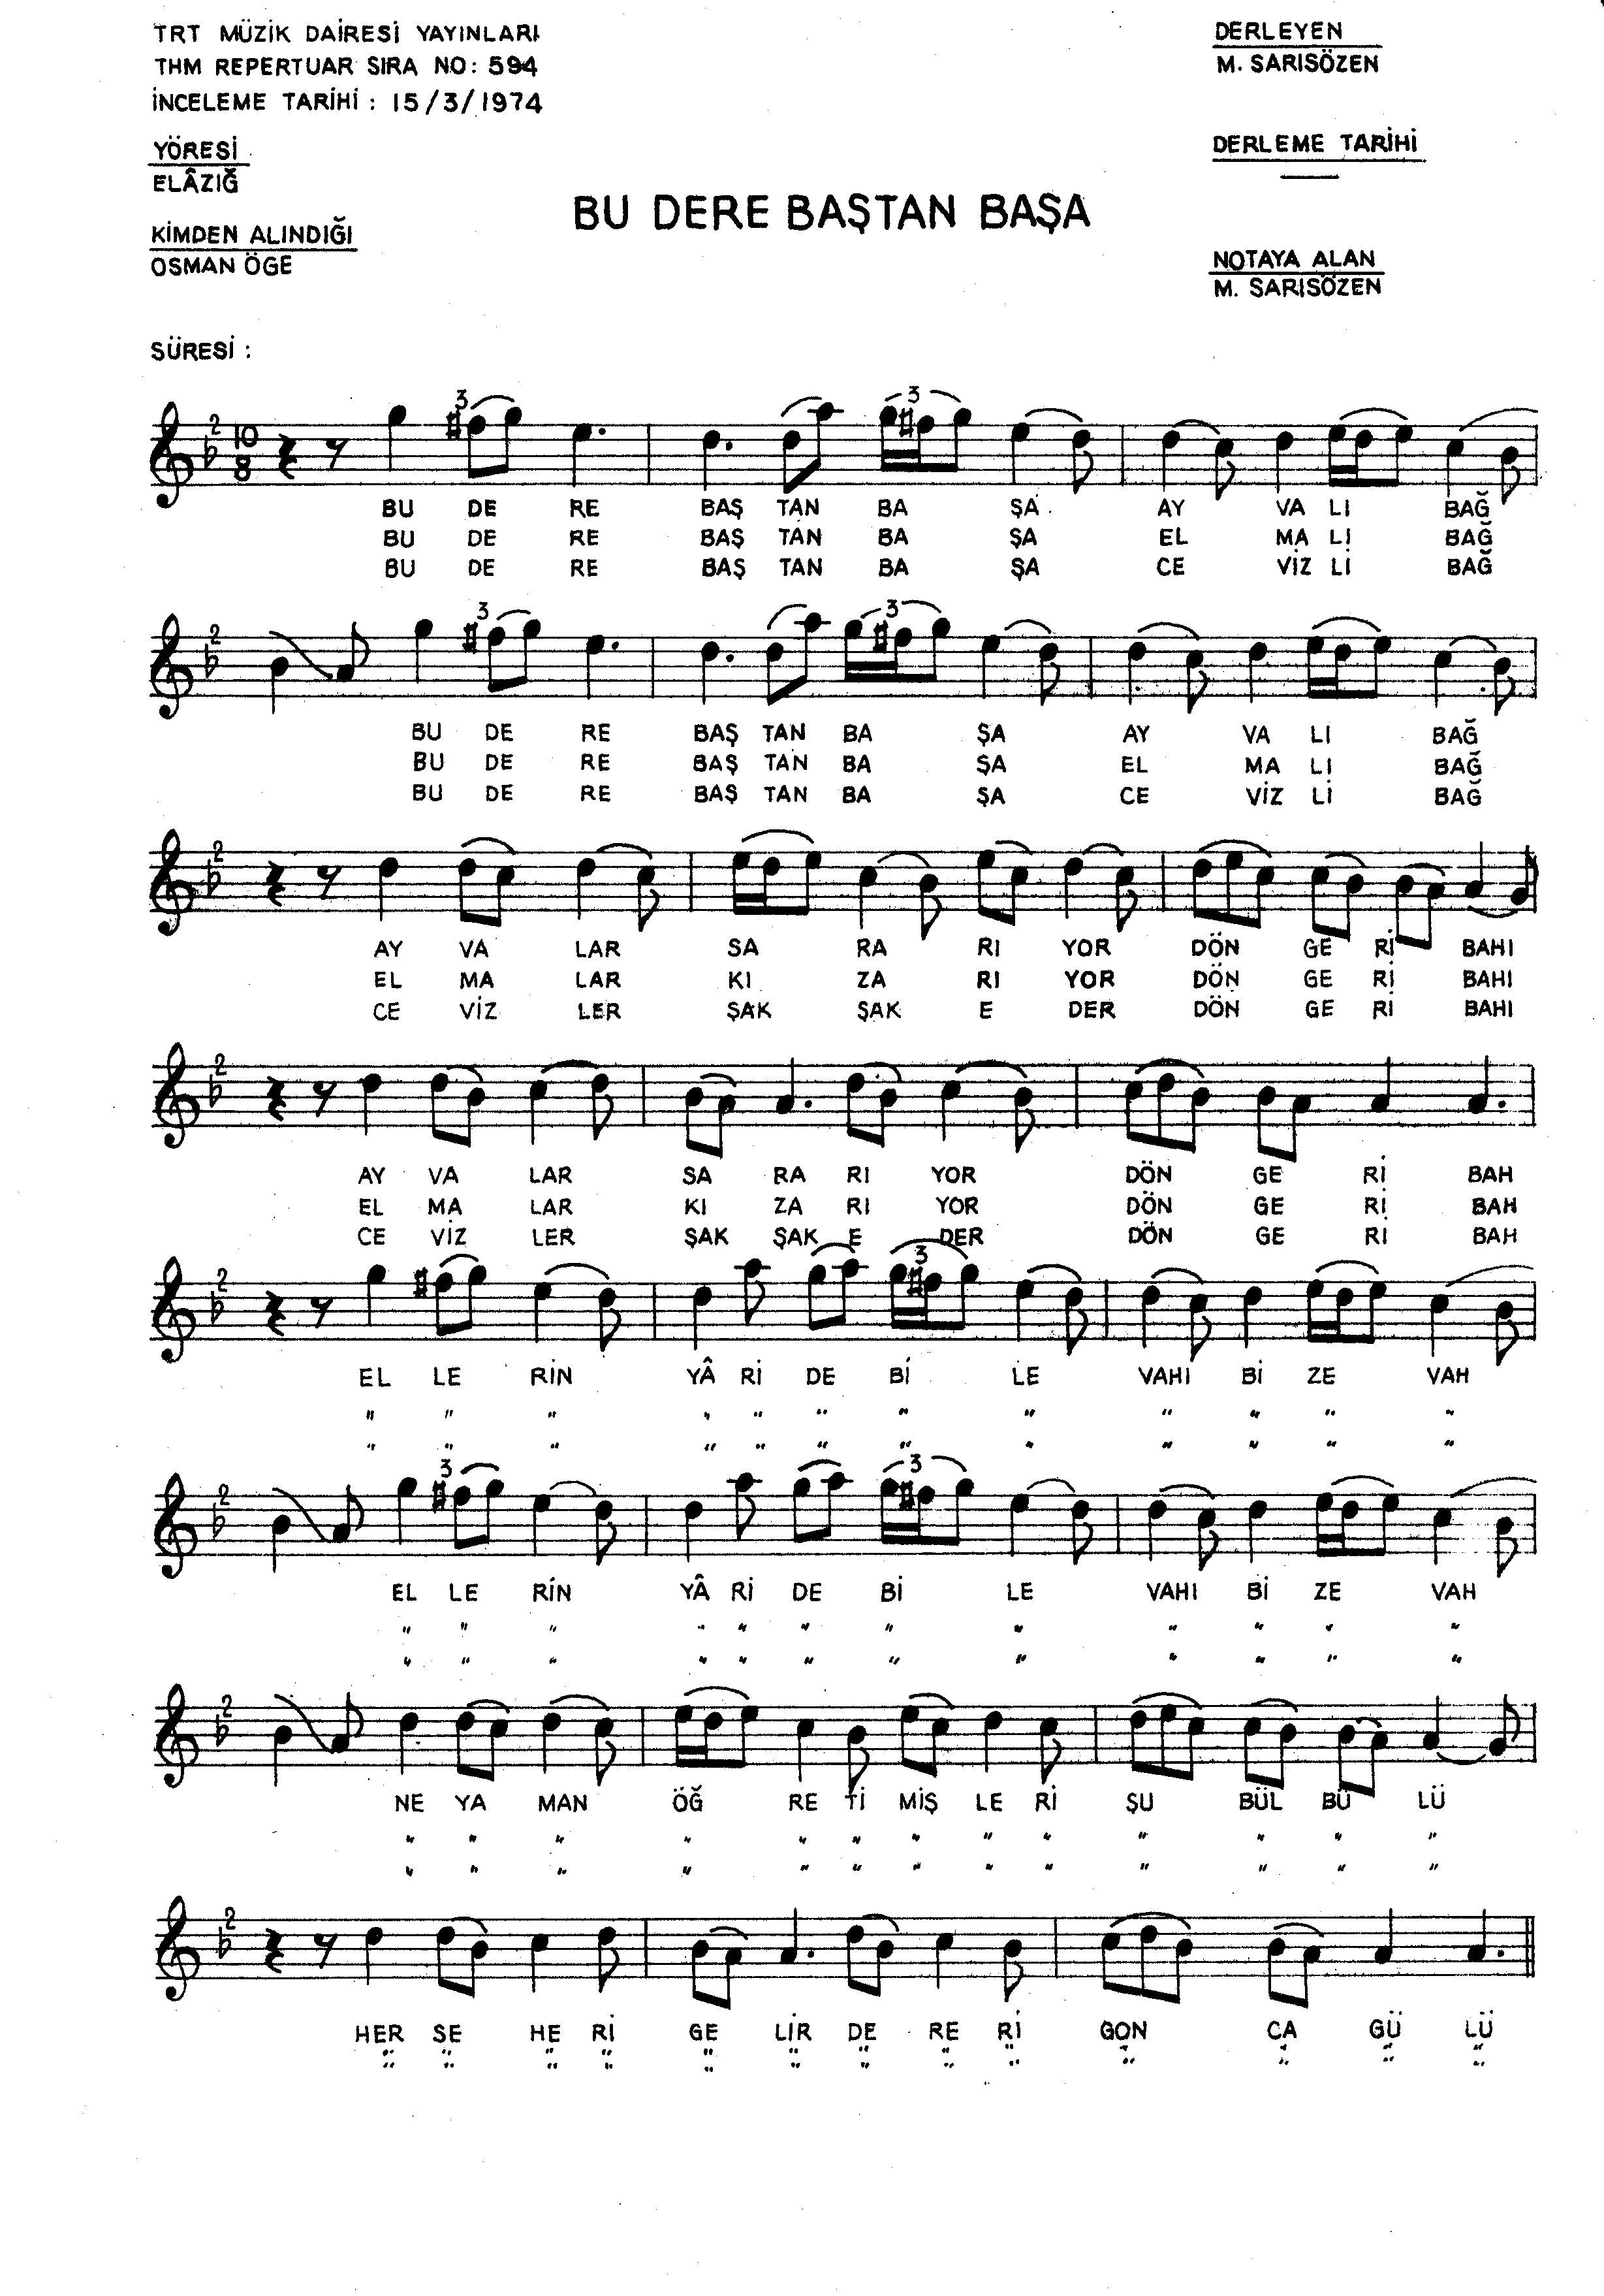 TRT MÜZİK DAİRESİ YAYINLARI
THM REPERTUAR SIRA NO: 594
İNCELEME TARİHİ : 15/3/1974
DERLEYEN
M. SARISÖZEN
YÖRESİ
ELÂZIĞ
DERLEME TARİHİ
BU DERE BAŞTAN BAŞA
KİMDEN ALINDIĞI
OSMAN ÖGE
NOTAYA ALAN
M. SARISÖZEN
SÜRESİ :
3 3
2 10 8
BU DE RE BAŞ TAN BA ŞA AY VA LI BAĞ
BU DE RE BAŞ TAN BA ŞA EL MA LI BAĞ
BU DE RE BAŞ TAN BA ŞA CE VİZ Lİ BAĞ
2 3 3
BU DE RE BAŞ TAN BA ŞA AY VA LI BAĞ
BU DE RE BAŞ TAN BA ŞA EL MA LI BAĞ
BU DE RE BAŞ TAN BA ŞA CE VİZ Lİ BAĞ
2
AY VA LAR SA RA RI YOR DÖN GE Rİ BAHI
EL MA LAR KI ZA RI YOR DÖN GE Rİ BAHI
CE VİZ LER ŞAK ŞAK E DER DÖN GE Rİ BAHI
2
AY VA LAR SA RA RI YOR DÖN GE Rİ BAH
EL MA LAR KI ZA RI YOR DÖN GE Rİ BAH
CE VİZ LER ŞAK ŞAK E DER DÖN GE Rİ BAH
2 3
EL LE RİN YÂ Rİ DE Bİ LE VAHI Bİ ZE VAH
" " " " " " " " " " " "
" " " " " " " " " " " "
2 3 3
EL LE RİN YÂ Rİ DE Bİ LE VAHI Bİ ZE VAH
" " " " " " " " " " " "
" " " " " " " " " " " "
2
NE YA MAN ÖĞ RE Tİ MİŞ LE Rİ ŞU BÜL BÜ LÜ
" " " " " " " " " " " " "
" " " " " " " " " " " " "
2
HER SE HE Rİ GE LİR DE RE Rİ GON CA GÜ LÜ
" " " " " " " " " " " " "
" " " " " " " " " " " " "